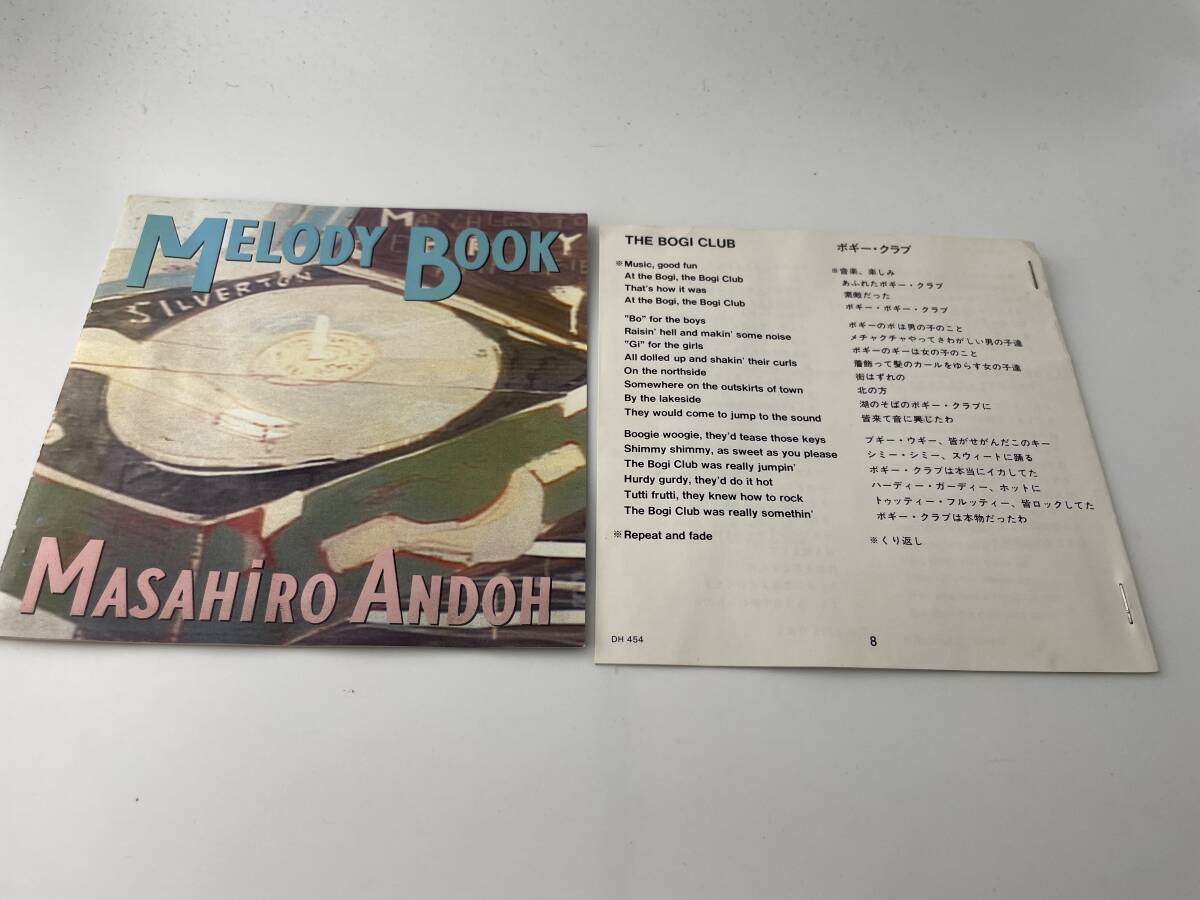 MELODY BOOK
SILVERTON
MASAHiRO ANDOH
THE BOGI CLUB
※Music, good fun
At the Bogi, the Bogi Club
That's how it was
At the Bogi, the Bogi Club
"Bo" for the boys
Raisin' hell and makin' some noise
"Gi" for the girls
All dolled up and shakin' their curls
On the northside
Somewhere on the outskirts of town
By the lakeside
They would come to jump to the sound
Boogie woogie, they'd tease those keys
Shimmy shimmy, as sweet as you please
The Bogi Club was really jumpin'
Hurdy gurdy, they'd do it hot
Tutti frutti, they knew how to rock
The Bogi Club was really somethin'
※Repeat and fade
ボギー・クラブ
※音楽、楽しみ
あふれたボギー・クラブ
素敵だった
ボギー・ボギー・クラブ
ボギーのボは男の子のこと
メチャクチャやってさわがしい男の子達
ボギーのギーは女の子のこと
着飾って髪のカールをゆらす女の子達
街はずれの
北の方
湖のそばのボギー・クラブに
皆来て音に興じたわ
ブギー・ウギー、皆がせがんだこのキー
シミー・シミー、スウィートに踊る
ボギー・クラブは本当にイカしてた
ハーディー・ガーディー、ホットに
トゥッティー・フルッティー、皆ロックしてた
ボギー・クラブは本物だったわ
※くり返し
DH 454
8